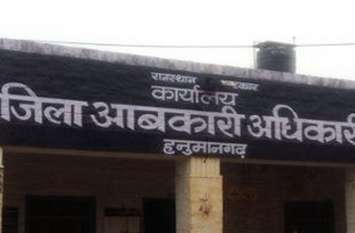 राजस्थान सरकार
कार्यालय
जिला आबकारी अधिकारी
हनुमानगढ़